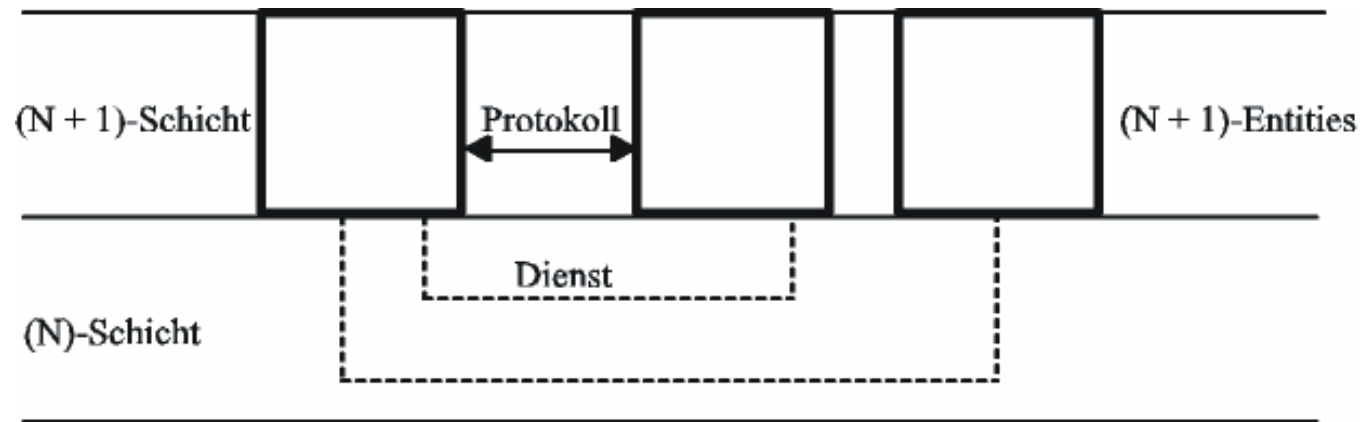 (N + 1)-Schicht
Protokoll
(N + 1)-Entities
Dienst
(N)-Schicht